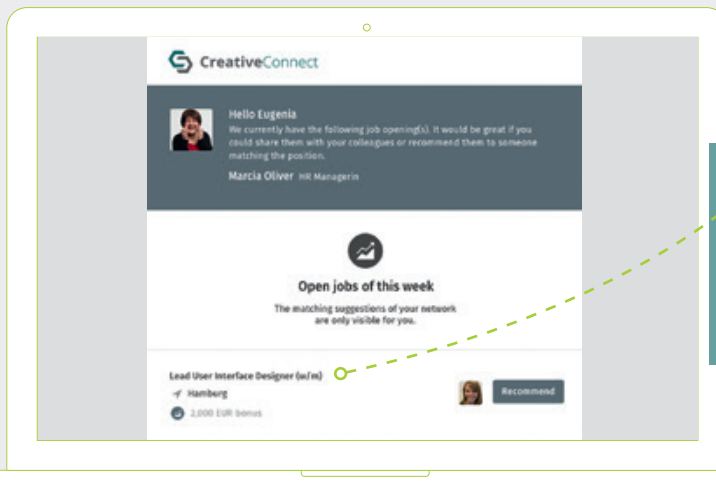 CreativeConnect
Hello Eugenia
We currently have the following job opening(s). It would be great if you
could share them with your colleagues or recommend them to someone
matching the position.
Marcia Oliver HR Managerin
Open jobs of this week
The matching suggestions of your network
are only visible for you.
Lead User Interface Designer (w/m)
Hamburg
Recommend
2,000 EUR bonus